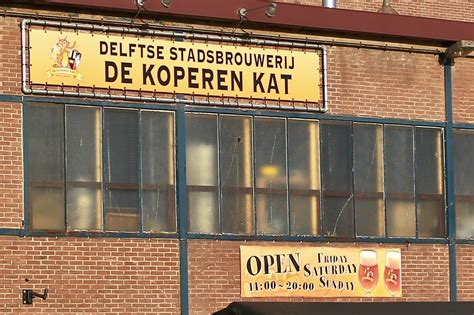 DELFTSE STADSBROUWERIJ
DE KOPEREN KAT
OPEN
FRIDAY
SATURDAY
SUNDAY
14:00~20:00